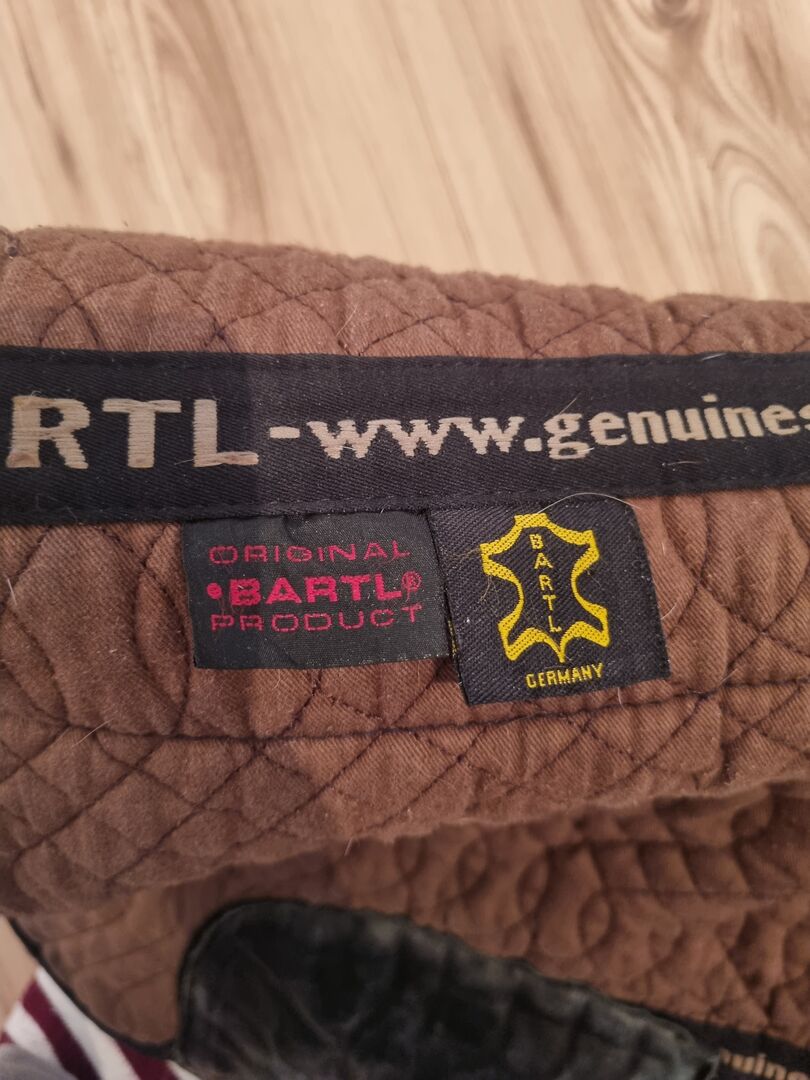 RTL-www.genuines
ORIGINAL
•BARTL®
PRODUCT
BARTL
GERMANY